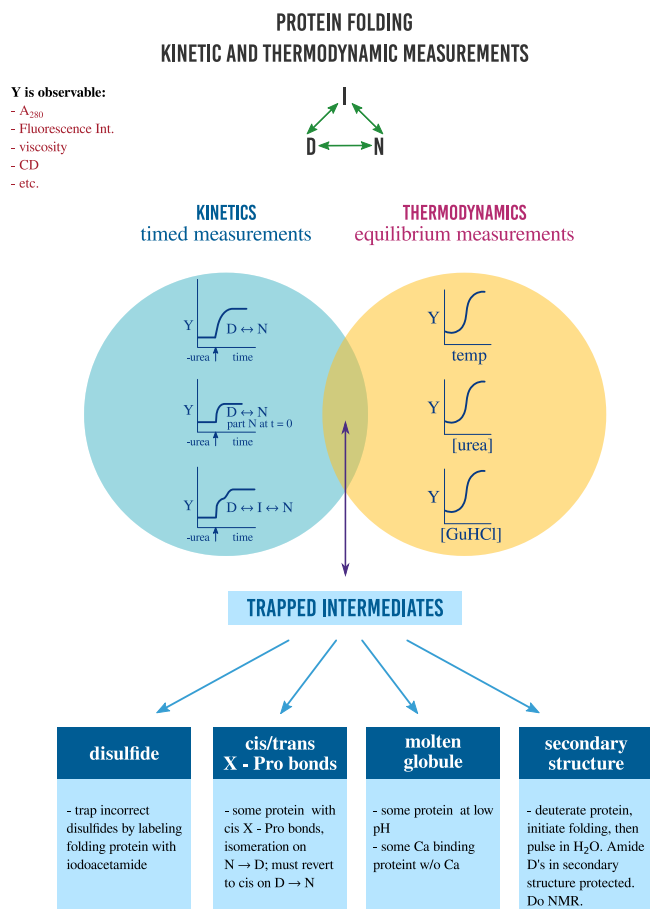 PROTEIN FOLDING
KINETIC AND THERMODYNAMIC MEASUREMENTS
Y is observable:
- A₂₈₀
- Fluorescence Int.
- viscosity
- CD
- etc.
I
D
N
KINETICS
timed measurements
THERMODYNAMICS
equilibrium measurements
Y
D ↔ N
-urea
time
Y
D ↔ N
part N at t = 0
-urea
time
Y
D ↔ I ↔ N
-urea
time
Y
temp
Y
[urea]
Y
[GuHCl]
TRAPPED INTERMEDIATES
disulfide
- trap incorrect
disulfides by labeling
folding protein with
iodoacetamide
cis/trans
X - Pro bonds
- some protein with
cis X - Pro bonds,
isomeration on
N → D; must revert
to cis on D → N
molten
globule
- some protein at low
pH
- some Ca binding
proteint w/o Ca
secondary
structure
- deuterate protein,
initiate folding, then
pulse in H₂O. Amide
D's in secondary
structure protected.
Do NMR.